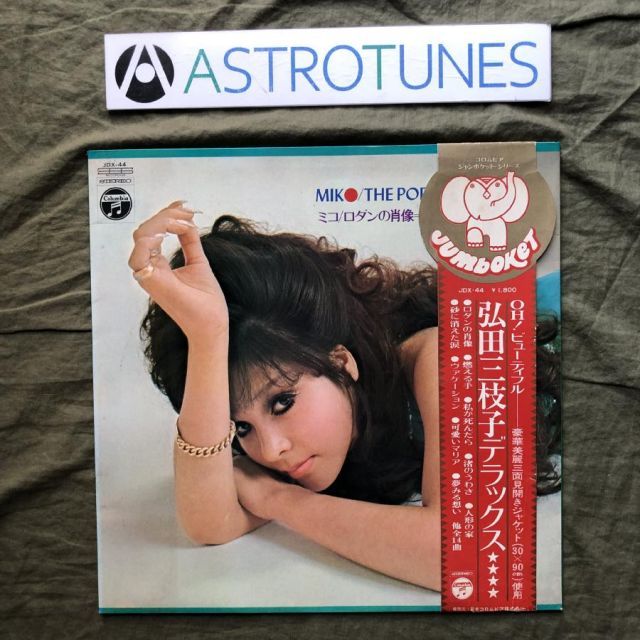 ASTROTUNES
JDX-44
STEREO
Columbia
MIKO/THE POR
ミコ/ロダンの肖像
コロムビア
ジャンボケット・シリーズ
JUMBOKET
JDX-44 ￥1,800
OH! ビューティフル——豪華美麗三面見開きジャケット(30×90cm)使用
弘田三枝子デラックス★★★★
●ロダンの肖像 ●燃える手 ●私が死んだら ●渚のうわさ ●人形の家
●砂に消えた涙 ●ヴァケーション ●可愛いマリア ●夢みる想い 他全14曲
STEREO
Columbia